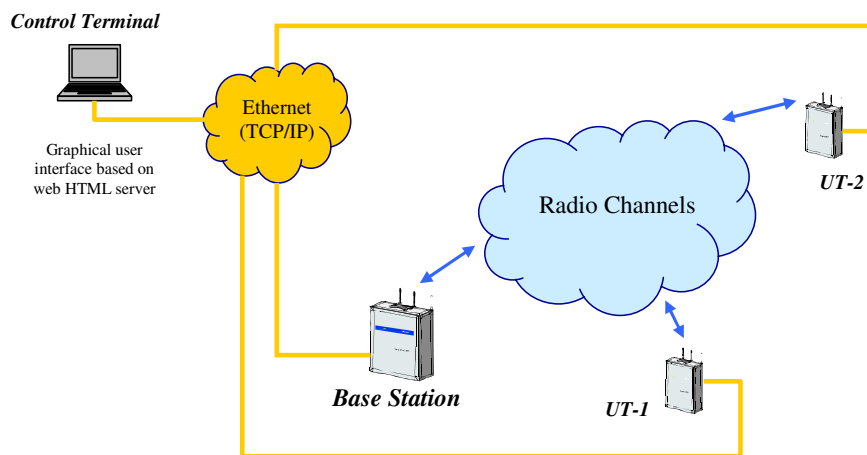 Control Terminal
Ethernet
(TCP/IP)
Graphical user
interface based on
web HTML server
UT-2
Radio Channels
Base Station
UT-1